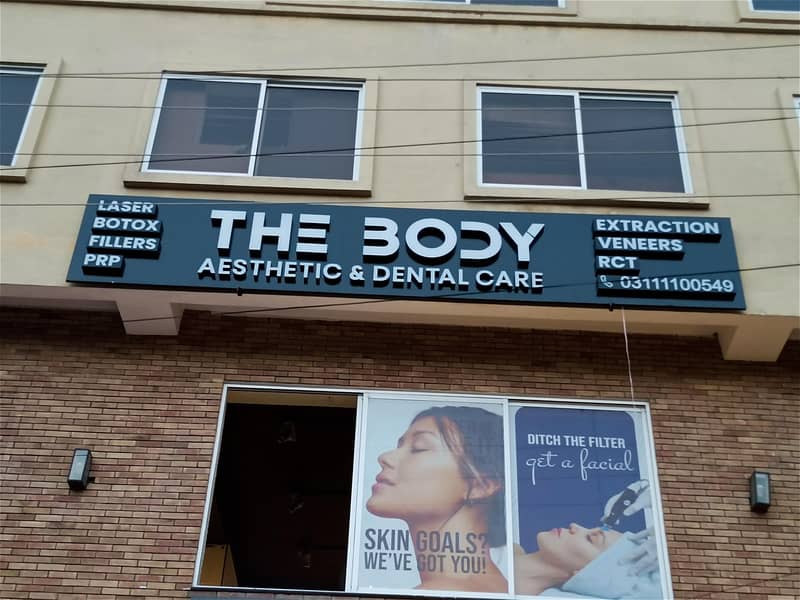 LASER
BOTOX
FILLERS
PRP
THE BODY
AESTHETIC & DENTAL CARE
EXTRACTION
VENEERS
RCT
03111100549
SKIN GOALS?
WE'VE GOT YOU!
DITCH THE FILTER
get a facial